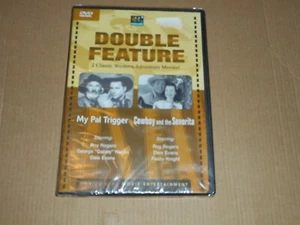 DVD
DOUBLE
FEATURE
2 Classic Western Adventure Movies!
My Pal Trigger Cowboy and the Senorita
Starring: Starring:
Roy Rogers Roy Rogers
George "Gabby" Hayes Dale Evans
Dale Evans Fuzzy Knight
ENTERTAINMENT